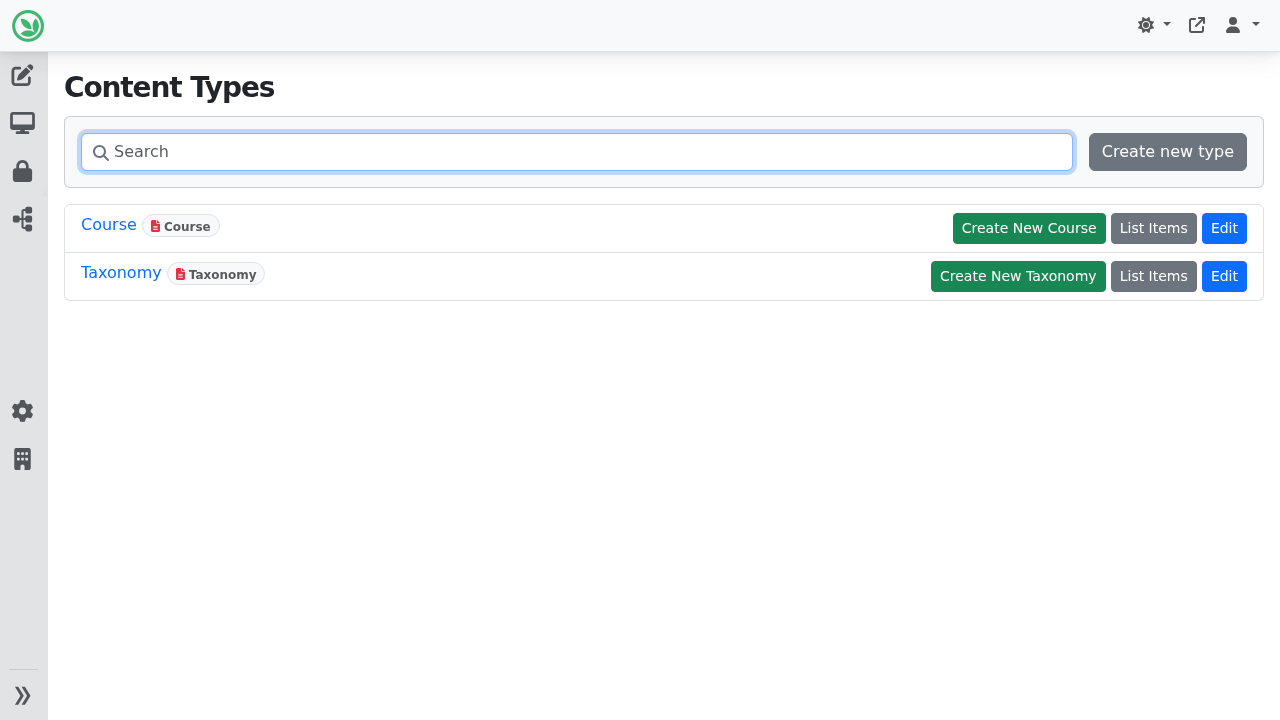 Content Types
Search
Create new type
Course Course Create New Course List Items Edit
Taxonomy Taxonomy Create New Taxonomy List Items Edit